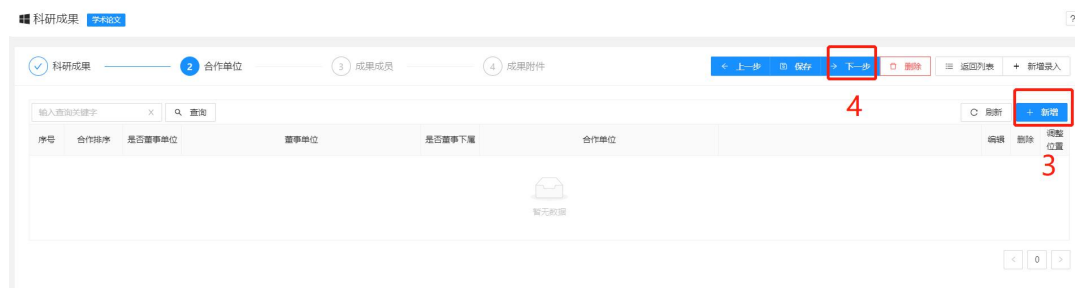 科研成果 学术论文 ?
科研成果 2 合作单位 3 成果成员 4 成果附件 ← 上一步 保存 → 下一步 删除 返回列表 + 新增录入
4
输入查询关键字 X 查询 刷新 + 新增
序号 合作排序 是否董事单位 董事单位 是否董事下属 合作单位 编辑 删除 调整
位置
3
暂无数据
< 0 >